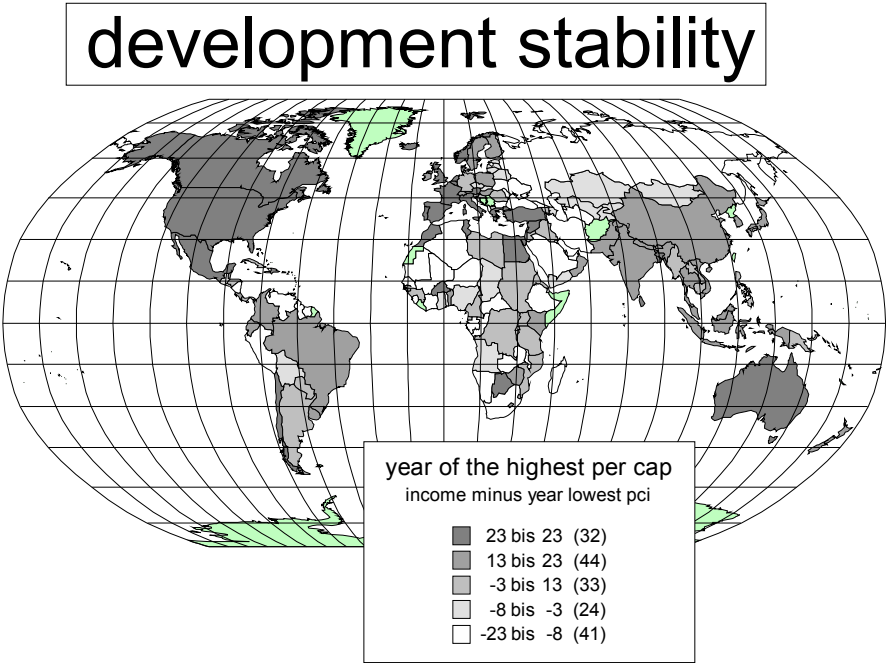 development stability
year of the highest per cap
income minus year lowest pci
23 bis 23 (32)
13 bis 23 (44)
-3 bis 13 (33)
-8 bis -3 (24)
-23 bis -8 (41)